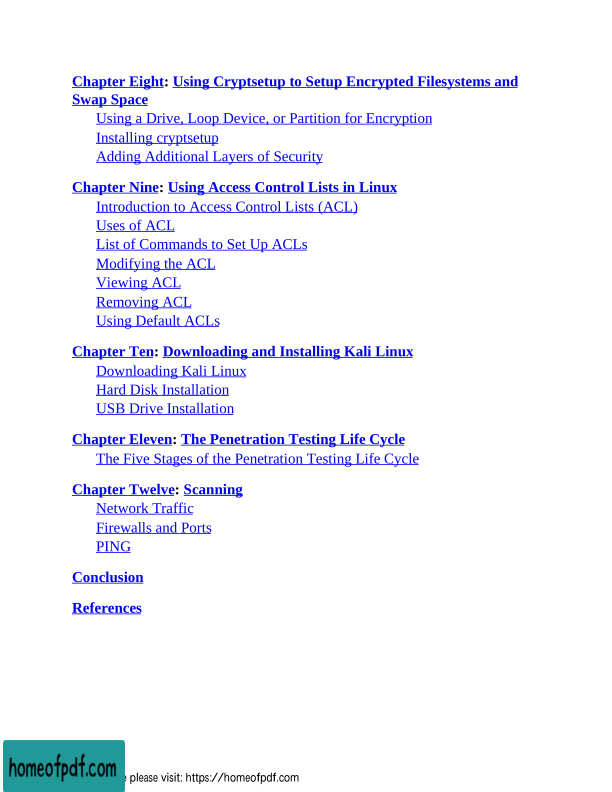 Chapter Eight: Using Cryptsetup to Setup Encrypted Filesystems and
Swap Space
Using a Drive, Loop Device, or Partition for Encryption
Installing cryptsetup
Adding Additional Layers of Security
Chapter Nine: Using Access Control Lists in Linux
Introduction to Access Control Lists (ACL)
Uses of ACL
List of Commands to Set Up ACLs
Modifying the ACL
Viewing ACL
Removing ACL
Using Default ACLs
Chapter Ten: Downloading and Installing Kali Linux
Downloading Kali Linux
Hard Disk Installation
USB Drive Installation
Chapter Eleven: The Penetration Testing Life Cycle
The Five Stages of the Penetration Testing Life Cycle
Chapter Twelve: Scanning
Network Traffic
Firewalls and Ports
PING
Conclusion
References
homeofpdf.com
please visit: https://homeofpdf.com